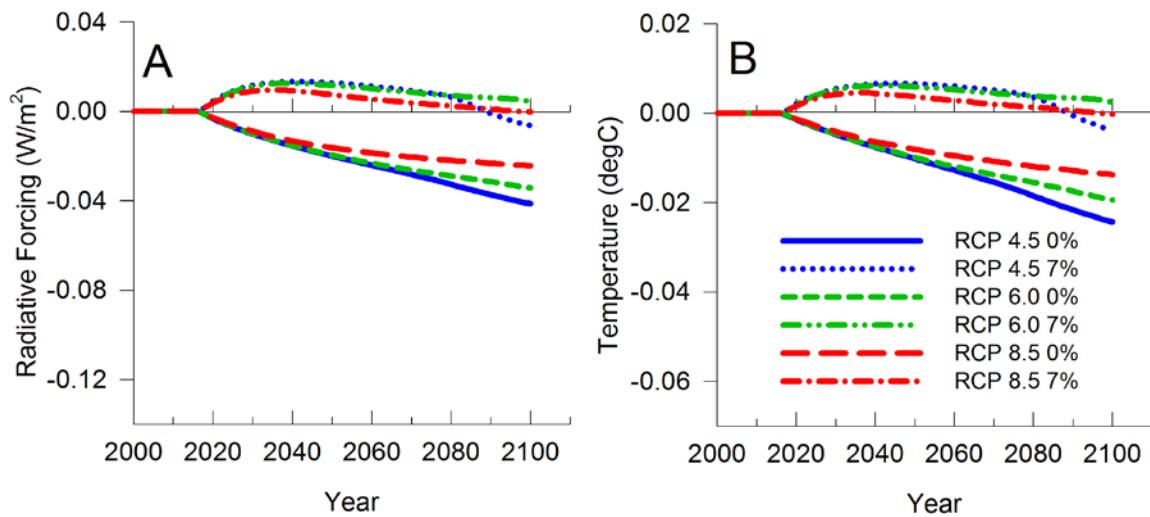 A
Radiative Forcing (W/m²)
0.04
0.00
-0.04
-0.08
-0.12
2000 2020 2040 2060 2080 2100
Year
B
Temperature (degC)
0.02
0.00
-0.02
-0.04
-0.06
RCP 4.5 0%
RCP 4.5 7%
RCP 6.0 0%
RCP 6.0 7%
RCP 8.5 0%
RCP 8.5 7%
2000 2020 2040 2060 2080 2100
Year